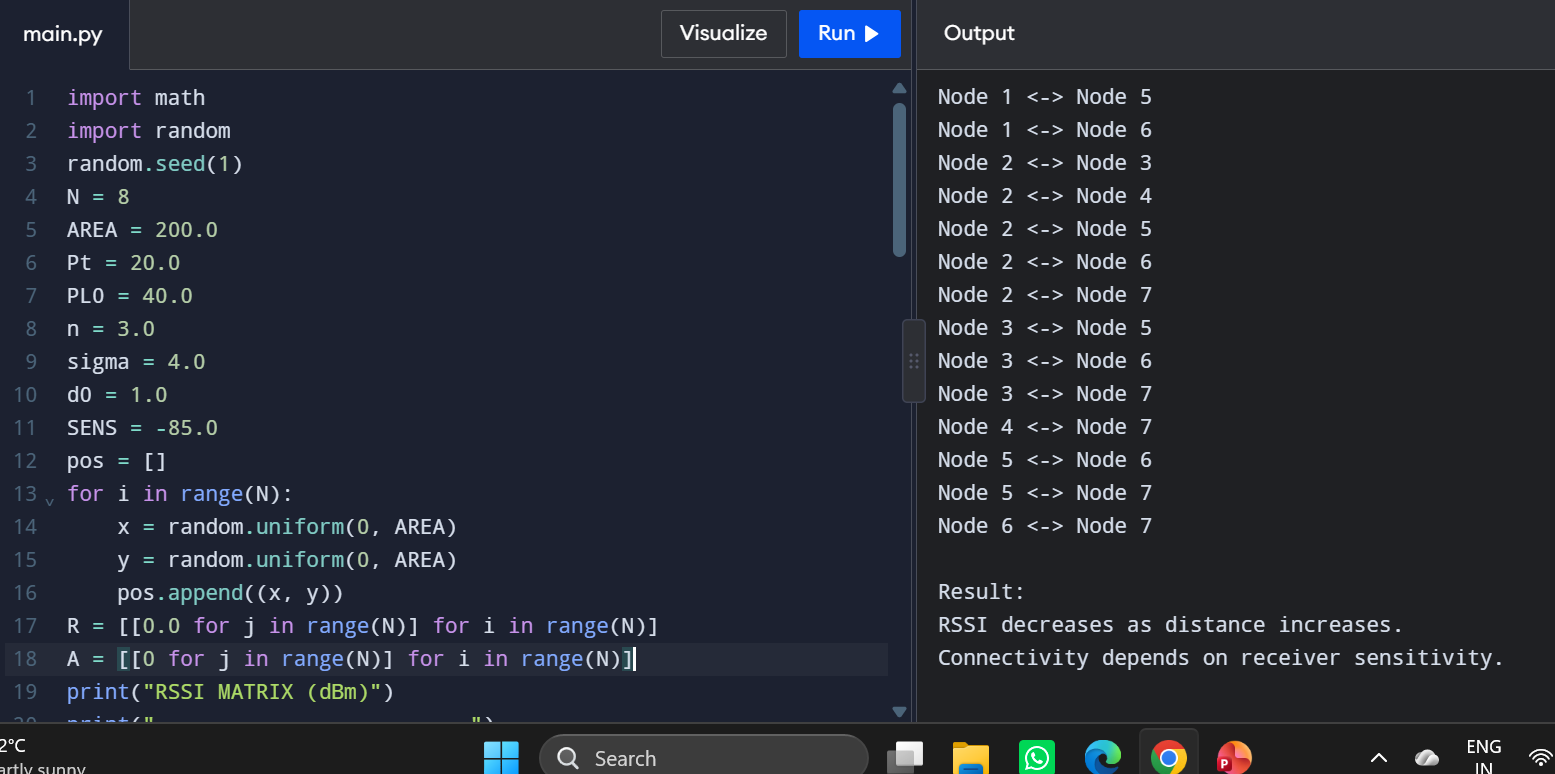 main.py
Visualize
Run
Output
1 import math
2 import random
3 random.seed(1)
4 N = 8
5 AREA = 200.0
6 Pt = 20.0
7 PL0 = 40.0
8 n = 3.0
9 sigma = 4.0
10 d0 = 1.0
11 SENS = -85.0
12 pos = []
13 for i in range(N):
14     x = random.uniform(0, AREA)
15     y = random.uniform(0, AREA)
16     pos.append((x, y))
17 R = [[0.0 for j in range(N)] for i in range(N)]
18 A = [[0 for j in range(N)] for i in range(N)]
19 print("RSSI MATRIX (dBm)")
20 print("
Node 1 <-> Node 5
Node 1 <-> Node 6
Node 2 <-> Node 3
Node 2 <-> Node 4
Node 2 <-> Node 5
Node 2 <-> Node 6
Node 2 <-> Node 7
Node 3 <-> Node 5
Node 3 <-> Node 6
Node 3 <-> Node 7
Node 4 <-> Node 7
Node 5 <-> Node 6
Node 5 <-> Node 7
Node 6 <-> Node 7
Result:
RSSI decreases as distance increases.
Connectivity depends on receiver sensitivity.
2°C
artly sunny
Search
P
ENG
IN